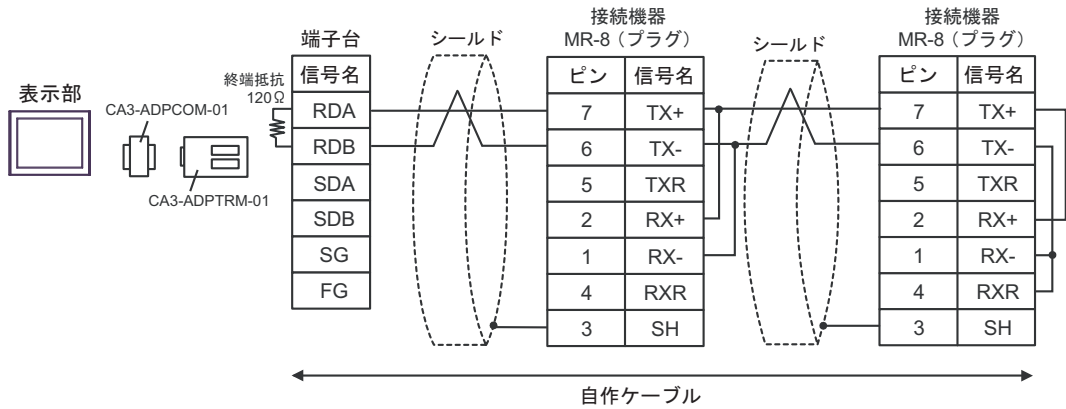 表示部
CA3-ADPCOM-01
CA3-ADPTRM-01
終端抵抗
120Ω
端子台
信号名
RDA
RDB
SDA
SDB
SG
FG
シールド
接続機器
MR-8（プラグ）
ピン 信号名
7 TX+
6 TX-
5 TXR
2 RX+
1 RX-
4 RXR
3 SH
シールド
接続機器
MR-8（プラグ）
ピン 信号名
7 TX+
6 TX-
5 TXR
2 RX+
1 RX-
4 RXR
3 SH
自作ケーブル